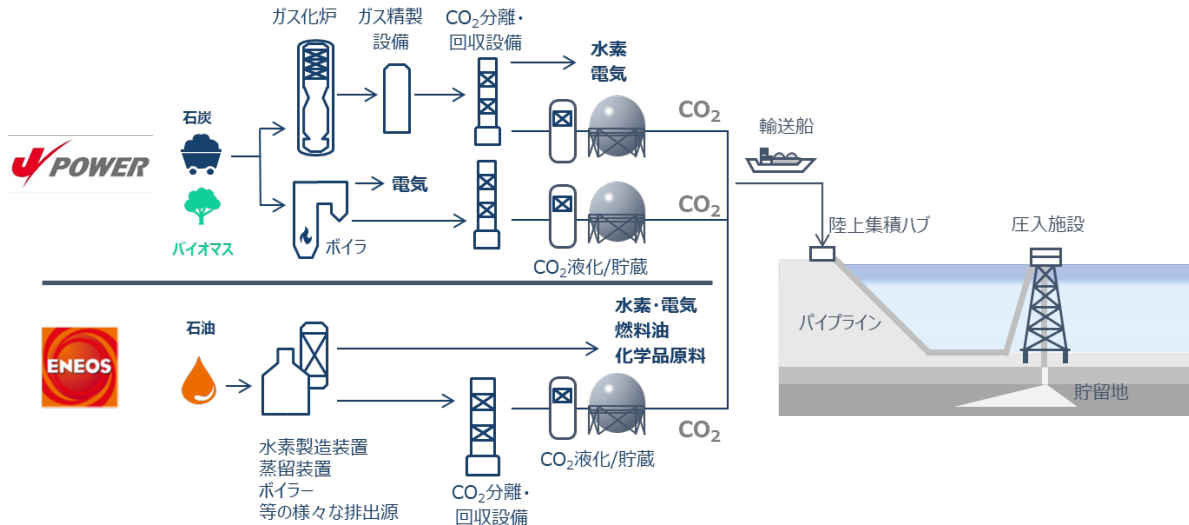 ガス化炉
ガス精製
設備
CO₂分離・
回収設備
水素
電気
石炭
J POWER
CO₂
輸送船
電気
バイオマス
ボイラ
CO₂
陸上集積ハブ
圧入施設
CO₂液化/貯蔵
パイプライン
石油
水素・電気
燃料油
化学品原料
ENEOS
貯留地
CO₂
水素製造装置
蒸留装置
ボイラー
等の様々な排出源
CO₂分離・
回収設備
CO₂液化/貯蔵